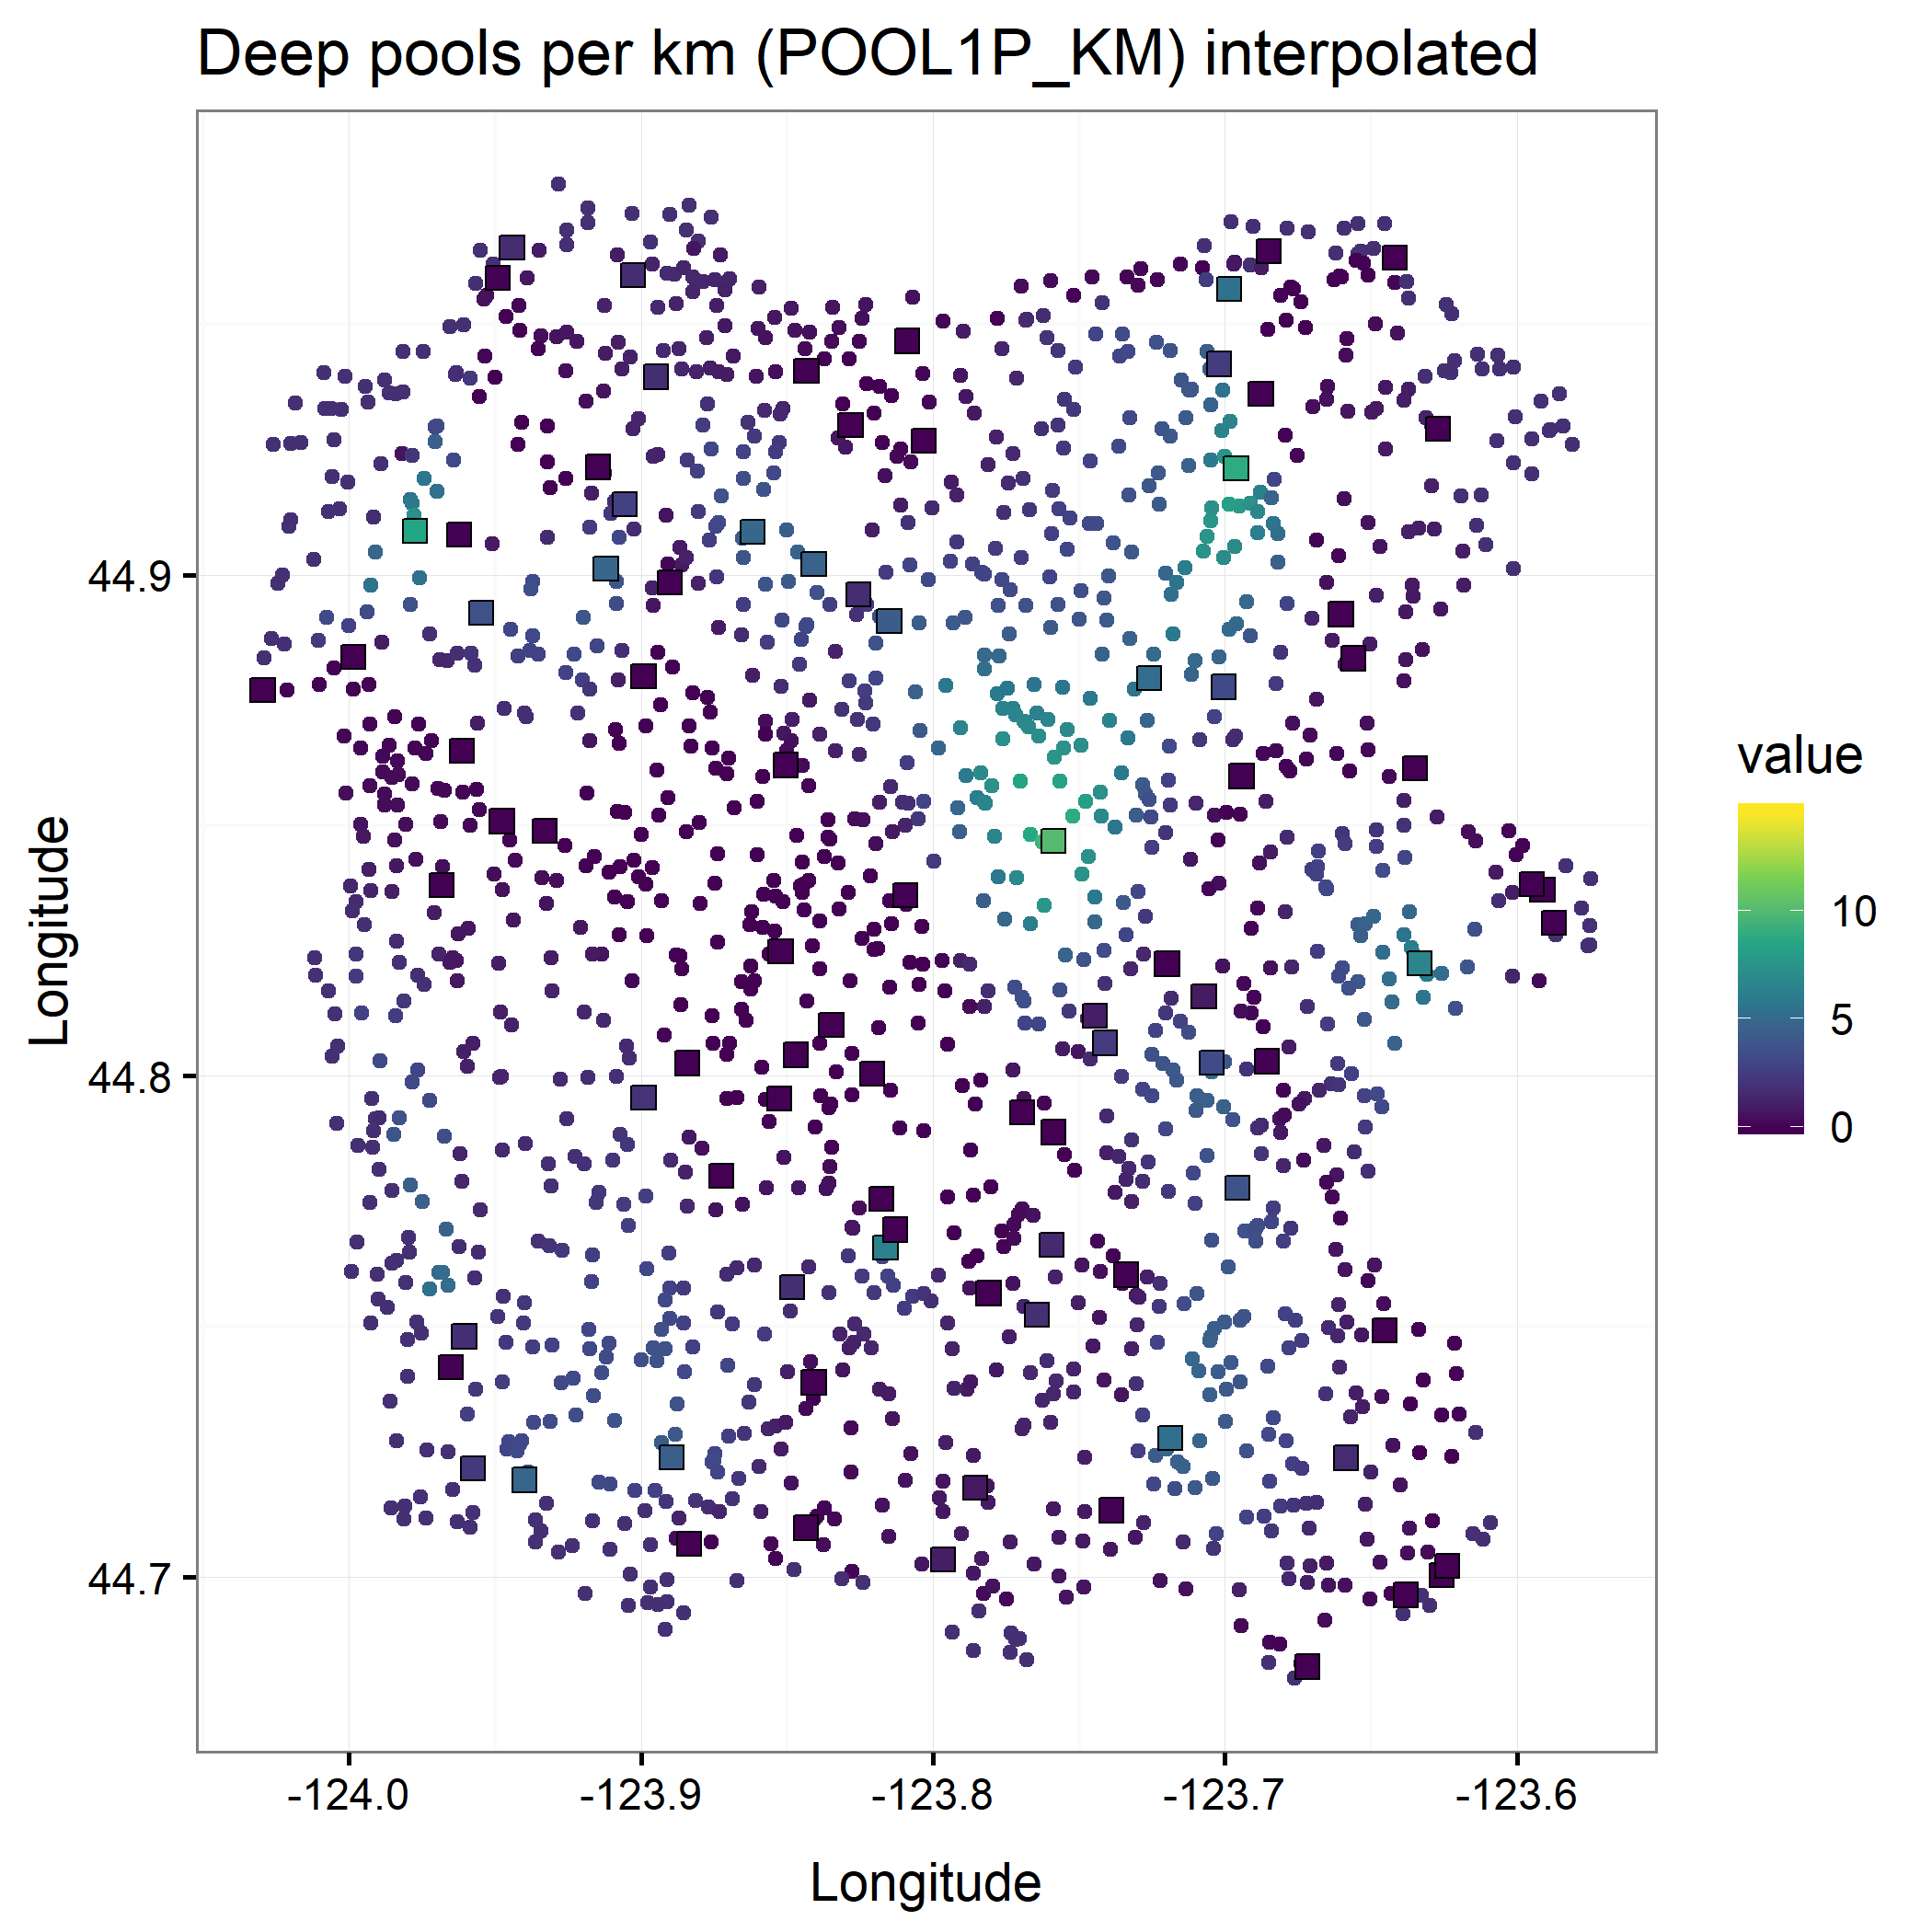 Deep pools per km (POOL1P_KM) interpolated
Longitude
44.9
44.8
44.7
-124.0
-123.9
-123.8
-123.7
-123.6
Longitude
value
10
5
0